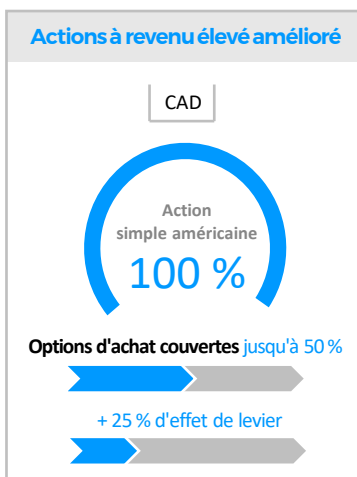 Actions à revenu élevé amélioré
CAD
Action
simple américaine
100 %
Options d'achat couvertes jusqu'à 50 %
+ 25 % d'effet de levier